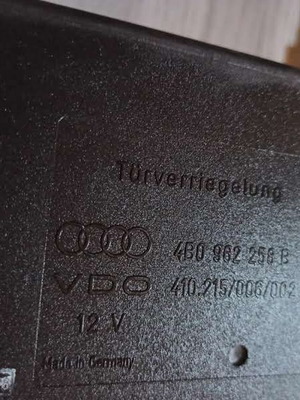 Türverriegelung
4B0 962 258 B
VDO 410.215/006/002
12 V
Made in Germany